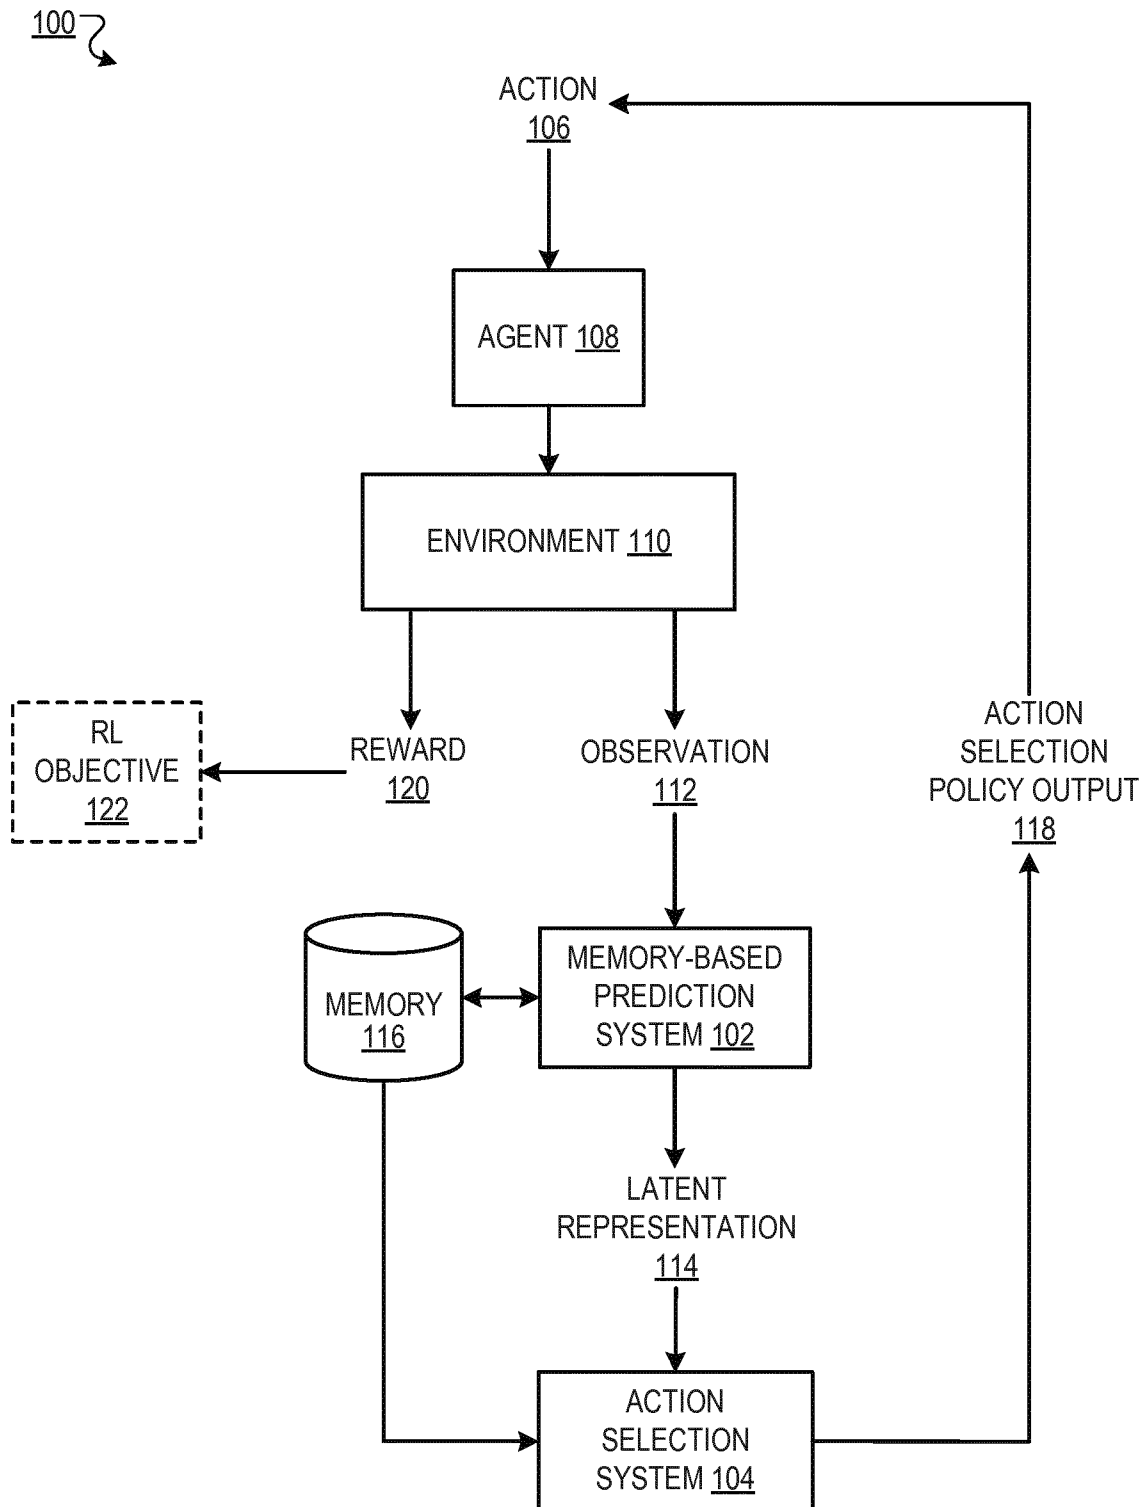 100
ACTION
106
AGENT 108
ENVIRONMENT 110
RL
OBJECTIVE
122
REWARD
120
OBSERVATION
112
ACTION
SELECTION
POLICY OUTPUT
118
MEMORY
116
MEMORY-BASED
PREDICTION
SYSTEM 102
LATENT
REPRESENTATION
114
ACTION
SELECTION
SYSTEM 104